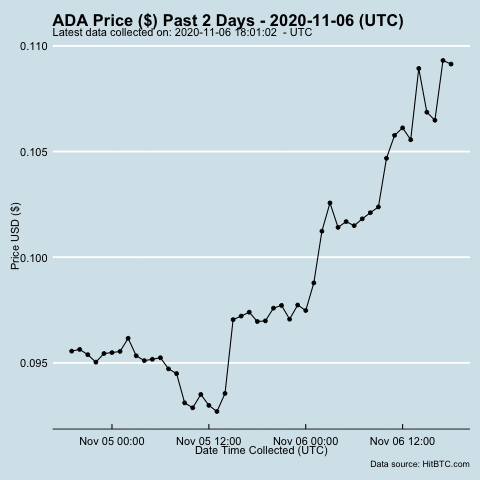 ADA Price ($) Past 2 Days - 2020-11-06 (UTC)
Latest data collected on: 2020-11-06 18:01:02 - UTC
0.110
0.105
0.100
0.095
Price USD ($)
Nov 05 00:00 Nov 05 12:00 Nov 06 00:00 Nov 06 12:00
Date Time Collected (UTC)
Data source: HitBTC.com